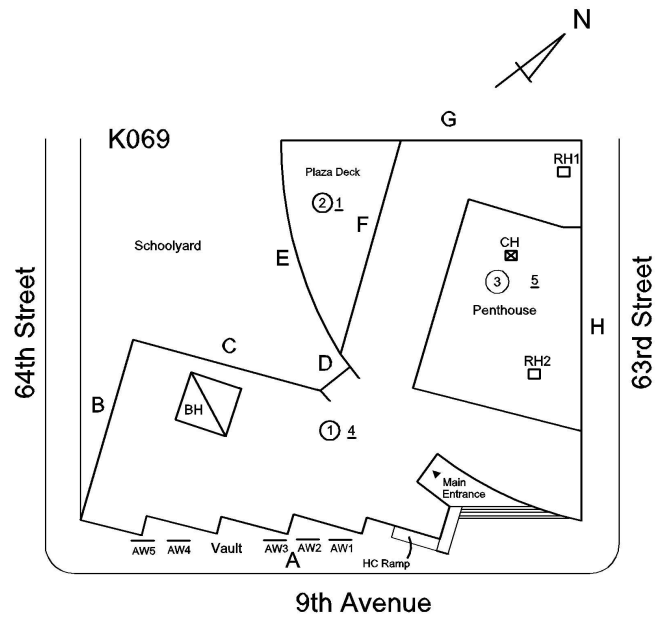 N
K069
G
RH1
Plaza Deck
2 1
F
CH
Schoolyard
E
3 5
Penthouse
64th Street
63rd Street
H
C
D
RH2
B
BH
1 4
Main
Entrance
AW5 AW4 Vault AW3 AW2 AW1
A
HC Ramp
9th Avenue